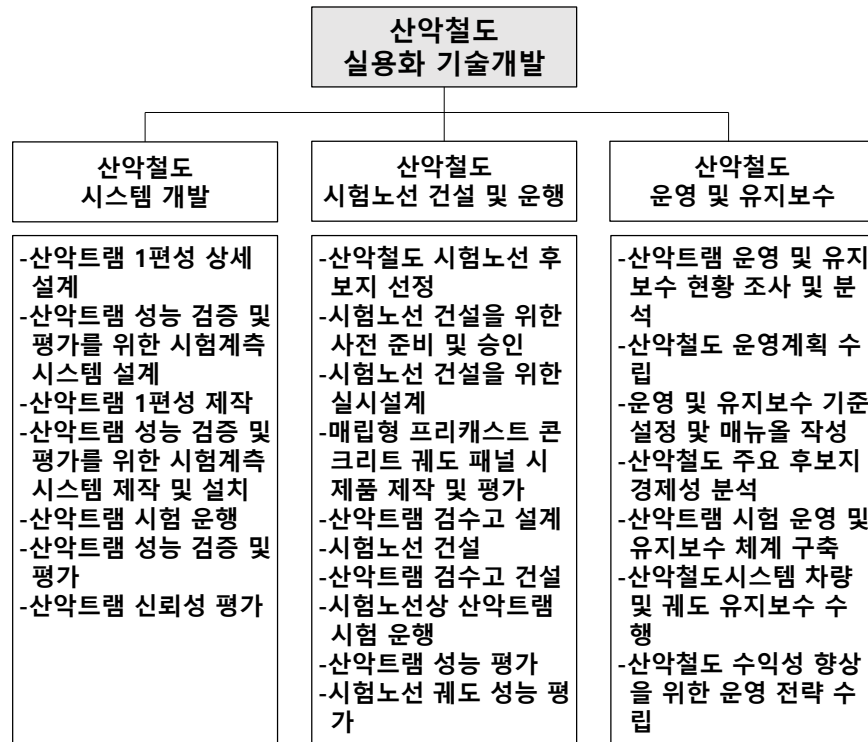 산악철도
실용화 기술개발
산악철도
시스템 개발
-산악트램 1편성 상세
설계
-산악트램 성능 검증 및
평가를 위한 시험계측
시스템 설계
-산악트램 1편성 제작
-산악트램 성능 검증 및
평가를 위한 시험계측
시스템 제작 및 설치
-산악트램 시험 운행
-산악트램 성능 검증 및
평가
-산악트램 신뢰성 평가
산악철도
시험노선 건설 및 운행
-산악철도 시험노선 후
보지 선정
-시험노선 건설을 위한
사전 준비 및 승인
-시험노선 건설을 위한
실시설계
-매립형 프리캐스트 콘
크리트 궤도 패널 시
제품 제작 및 평가
-산악트램 검수고 설계
-시험노선 건설
-산악트램 검수고 건설
-시험노선상 산악트램
시험 운행
-산악트램 성능 평가
-시험노선 궤도 성능 평
가
산악철도
운영 및 유지보수
-산악트램 운영 및 유지
보수 현황 조사 및 분
석
-산악철도 운영계획 수
립
-운영 및 유지보수 기준
설정 맟 매뉴올 작성
-산악철도 주요 후보지
경제성 분석
-산악트램 시험 운영 및
유지보수 체계 구축
-산악철도시스템 차량
및 궤도 유지보수 수
행
-산악철도 수익성 향상
을 위한 운영 전략 수
립